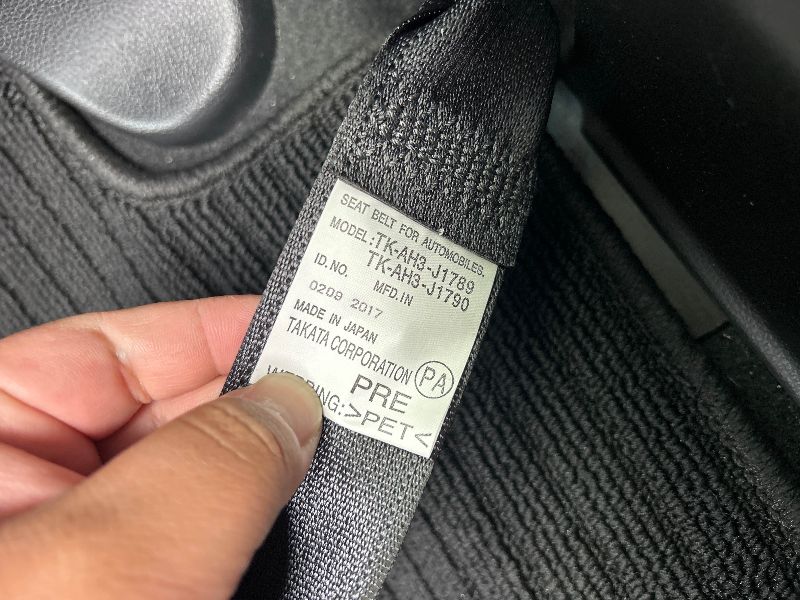 SEAT BELT FOR AUTOMOBILES.
MODEL:TK-AH3-J1789
TK-AH3-J1790
ID.NO. MFD.IN
0209 2017
MADE IN JAPAN
TAKATA CORPORATION PA
PRE
>PET<